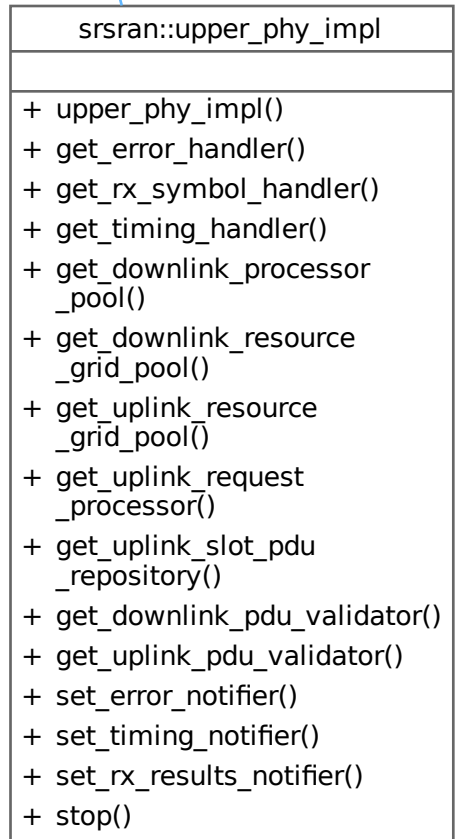 srsran::upper_phy_impl
+ upper_phy_impl()
+ get_error_handler()
+ get_rx_symbol_handler()
+ get_timing_handler()
+ get_downlink_processor
_pool()
+ get_downlink_resource
_grid_pool()
+ get_uplink_resource
_grid_pool()
+ get_uplink_request
_processor()
+ get_uplink_slot_pdu
_repository()
+ get_downlink_pdu_validator()
+ get_uplink_pdu_validator()
+ set_error_notifier()
+ set_timing_notifier()
+ set_rx_results_notifier()
+ stop()